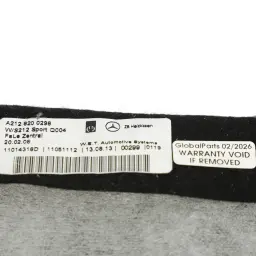 A212 820 0298
W/S212 Sport Q004
FeLe Zentral
20.02.08
W.E.T. Automotive Systems
11014318D 11051112 13.08.13 00299 0119
GlobalParts 02/2026
WARRANTY VOID
IF REMOVED